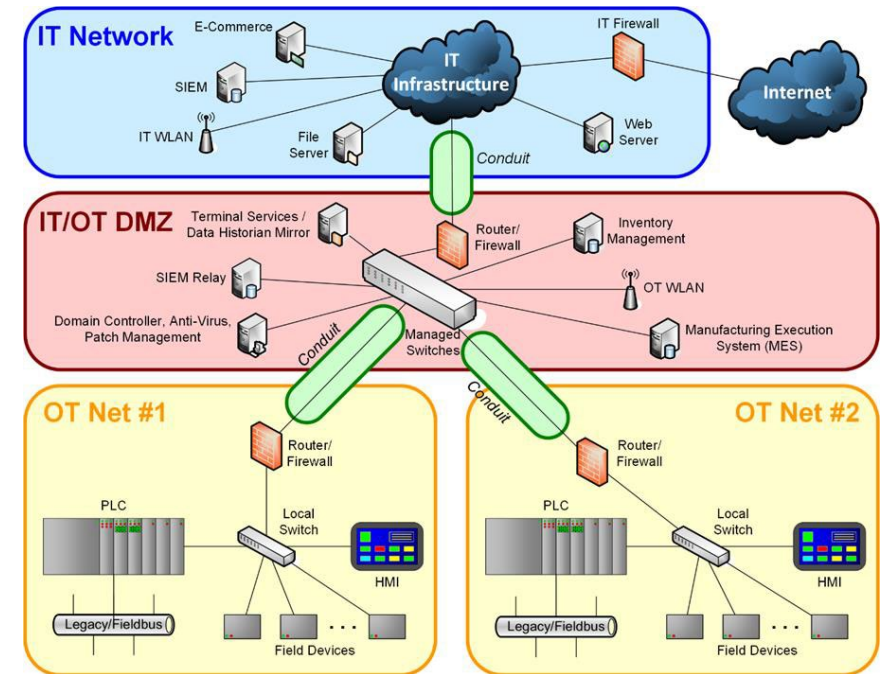 IT Network
E-Commerce
SIEM
IT WLAN
File
Server
IT
Infrastructure
IT Firewall
Internet
Web
Server
Conduit
IT/OT DMZ
Terminal Services /
Data Historian Mirror
SIEM Relay
Domain Controller, Anti-Virus,
Patch Management
Router/
Firewall
Inventory
Management
OT WLAN
Managed
Switches
Manufacturing Execution
System (MES)
Conduit
Conduit
OT Net #1
Router/
Firewall
PLC
Local
Switch
HMI
Legacy/Fieldbus
Field Devices
OT Net #2
Router/
Firewall
PLC
Local
Switch
HMI
Legacy/Fieldbus
Field Devices